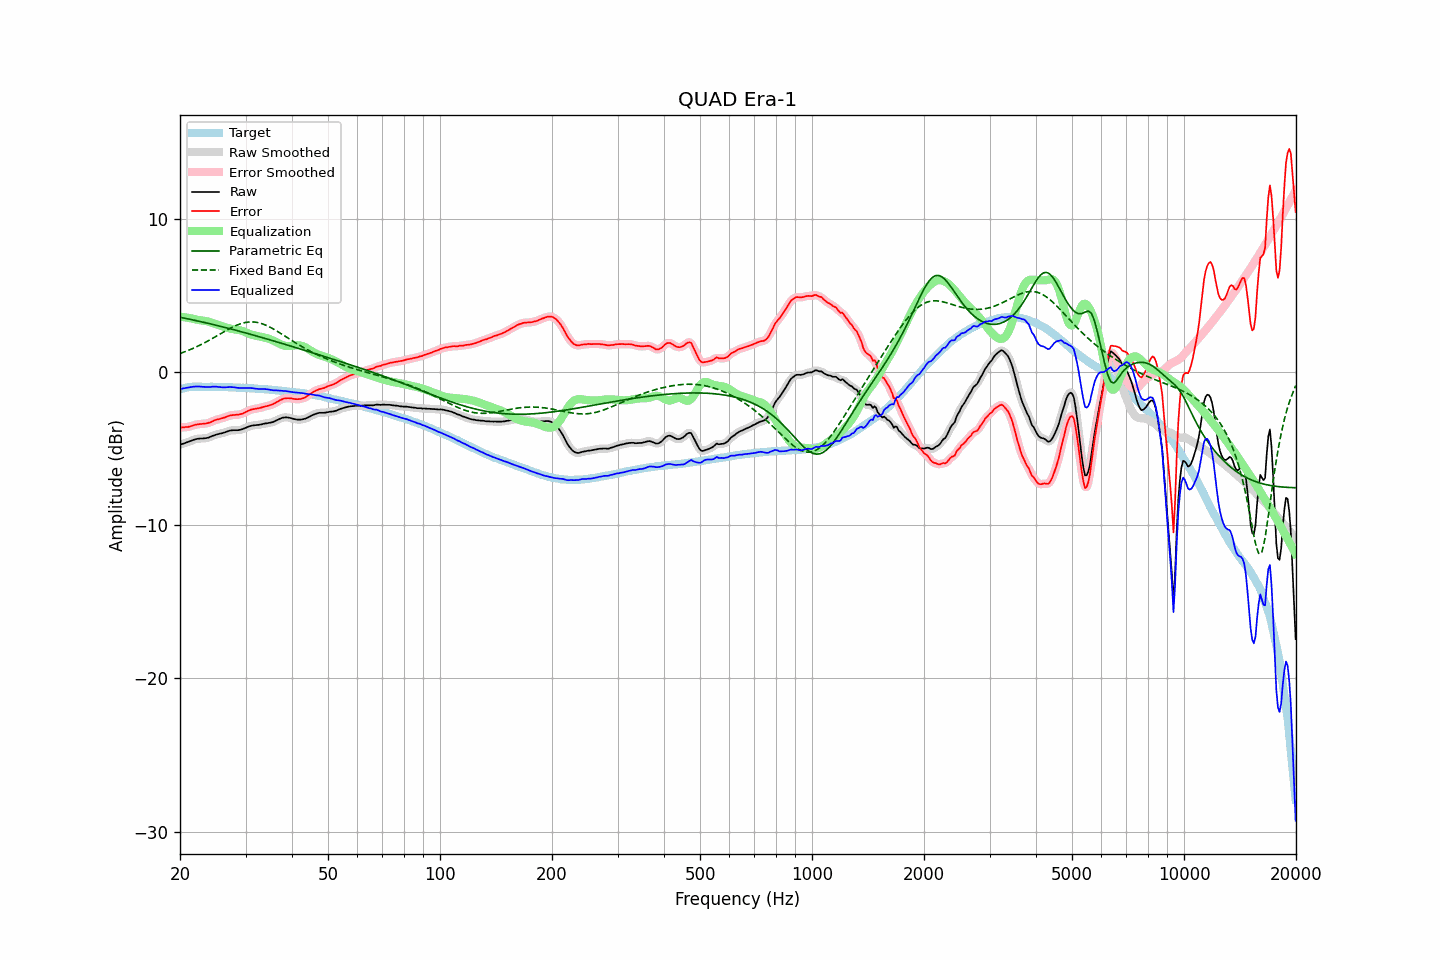 QUAD Era-1
Target
Raw Smoothed
Error Smoothed
Raw
Error
Equalization
Parametric Eq
Fixed Band Eq
Equalized
10
0
−10
−20
−30
Amplitude (dBr)
20 50 100 200 500 1000 2000 5000 10000 20000
Frequency (Hz)